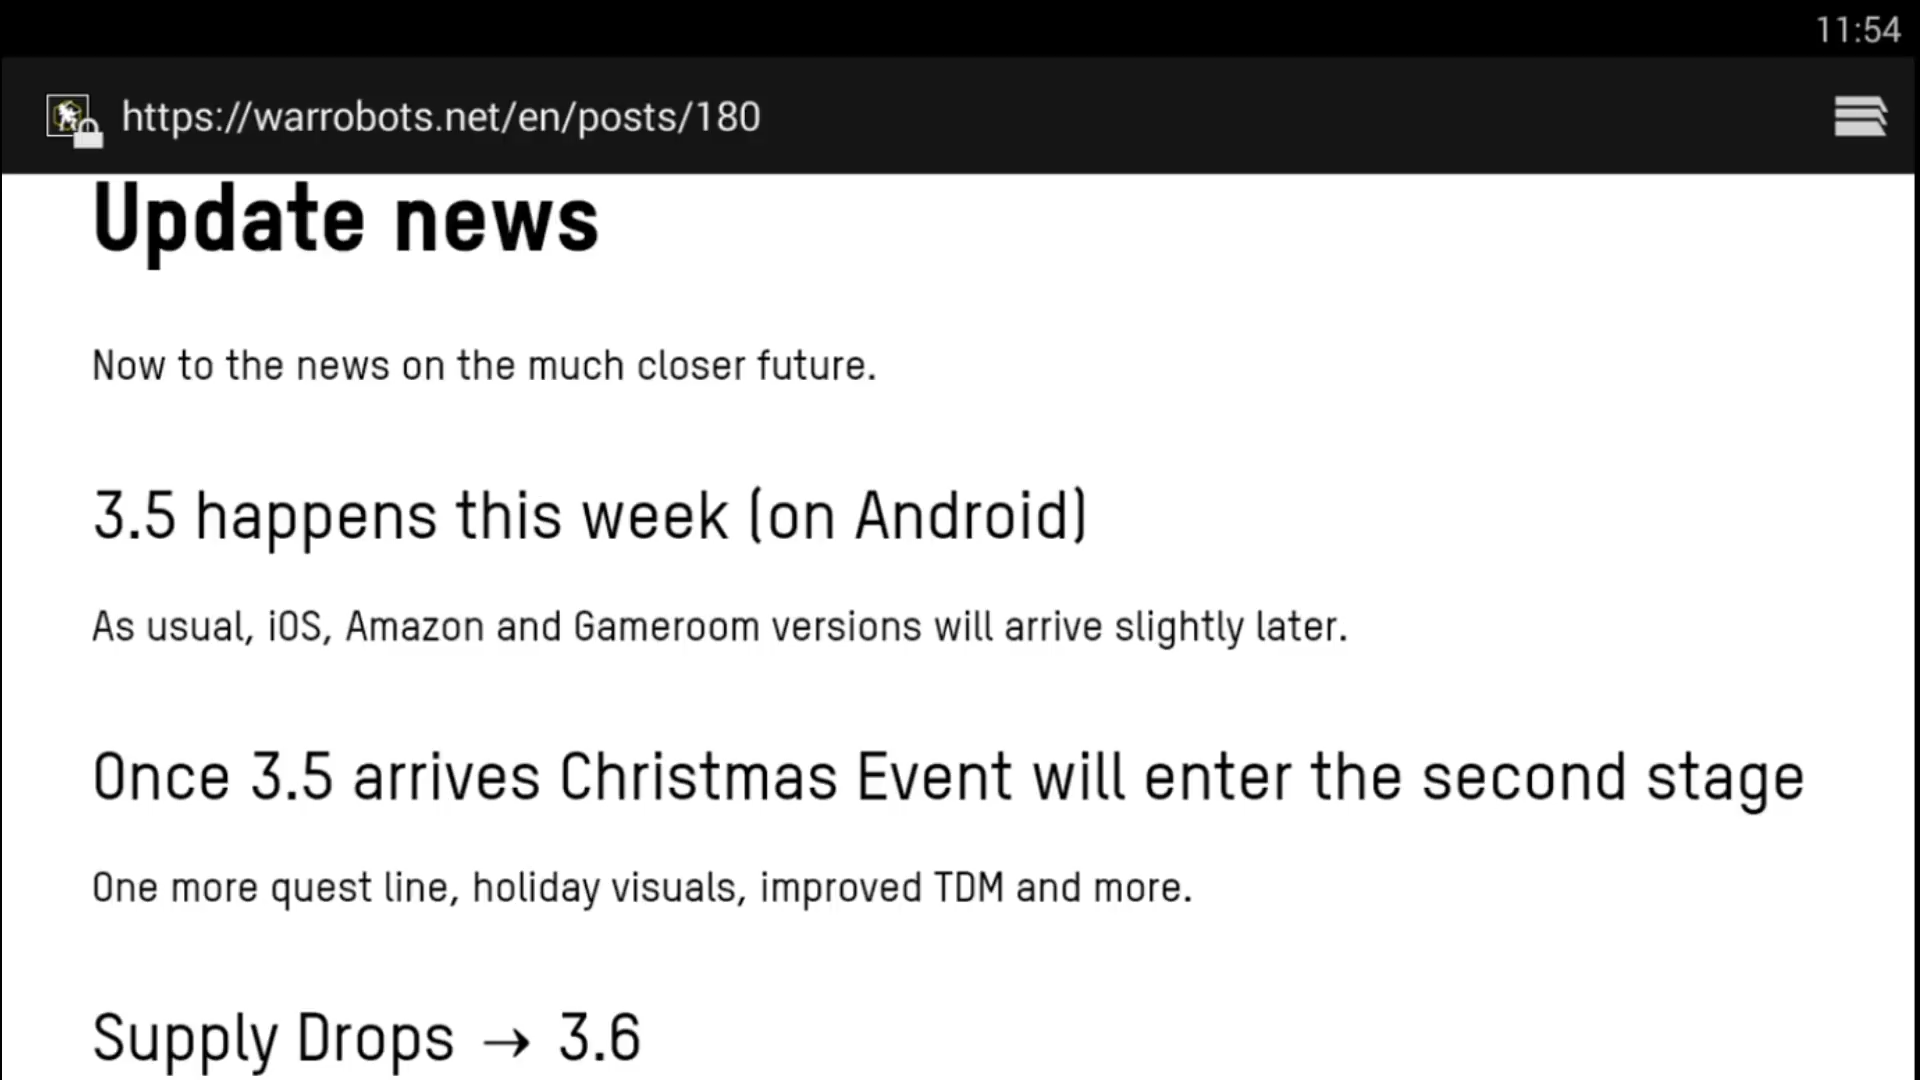 11:54
https://warrobots.net/en/posts/180
Update news
Now to the news on the much closer future.
3.5 happens this week (on Android)
As usual, iOS, Amazon and Gameroom versions will arrive slightly later.
Once 3.5 arrives Christmas Event will enter the second stage
One more quest line, holiday visuals, improved TDM and more.
Supply Drops → 3.6